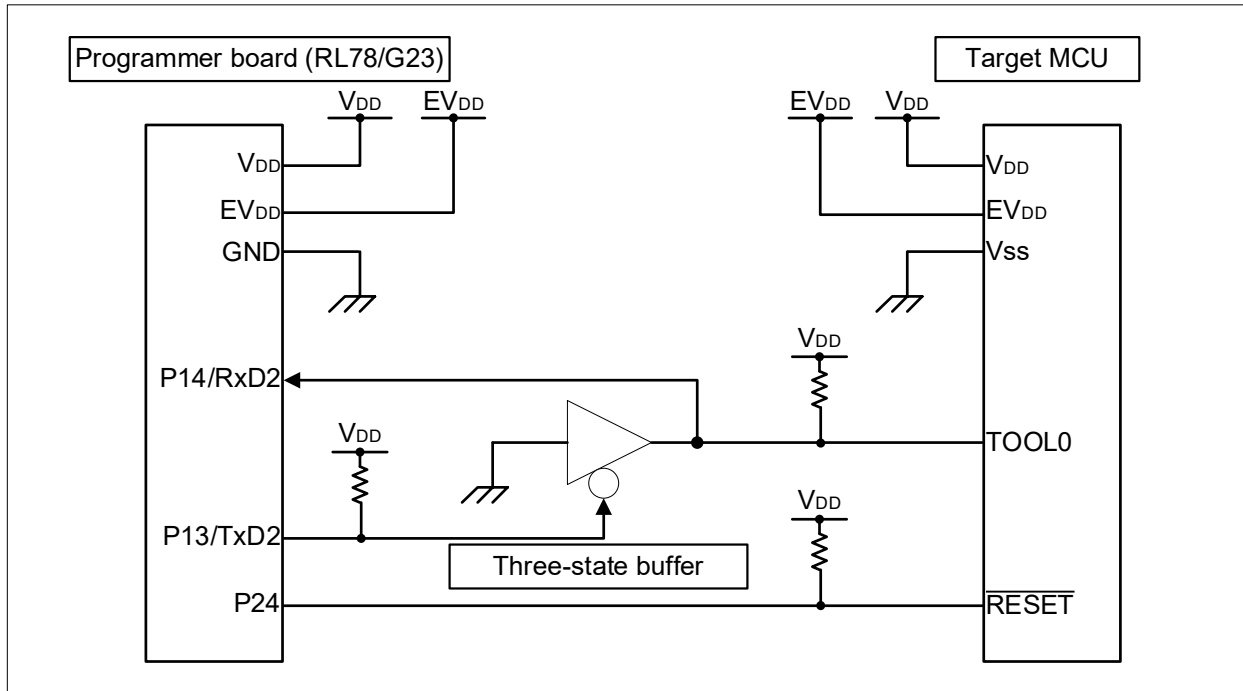 Programmer board (RL78/G23)
Target MCU
VDD
EVDD
EVDD
VDD
VDD
VDD
EVDD
EVDD
GND
Vss
VDD
P14/RxD2
VDD
TOOL0
VDD
P13/TxD2
Three-state buffer
P24
RESET